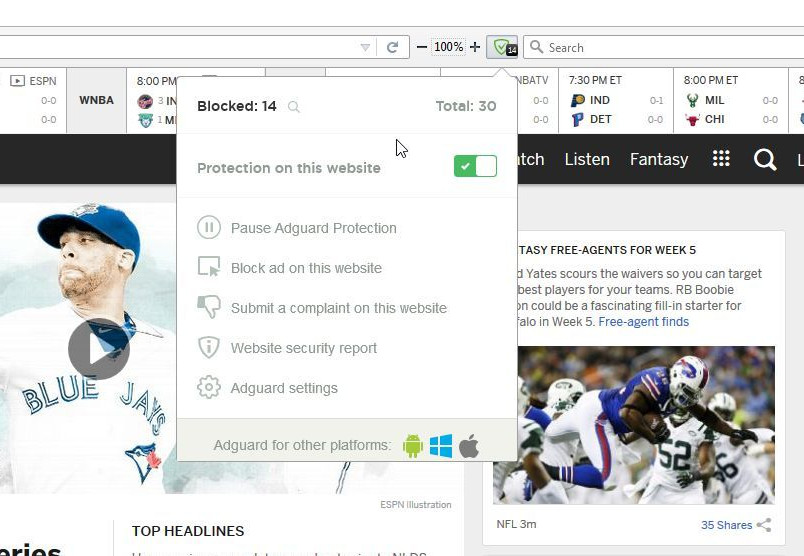 100%
14
Search
ESPN
0-0
0-0
WNBA
8:00 PM
3 IN
1 MI
NBATV
0-0
0-0
7:30 PM ET
IND 0-1
DET 0-0
8:00 PM ET
MIL 0-0
CHI 0-0
Blocked: 14
Total: 30
Protection on this website
Pause Adguard Protection
Block ad on this website
Submit a complaint on this website
Website security report
Adguard settings
Adguard for other platforms:
tch
Listen
Fantasy
L
BLUE JAYS
ESPN Illustration
TOP HEADLINES
eries
TASY FREE-AGENTS FOR WEEK 5
d Yates scours the waivers so you can target
best players for your teams. RB Boobie
on could be a fascinating fill-in starter for
falo in Week 5. Free-agent finds
52
NFL 3m
35 Shares